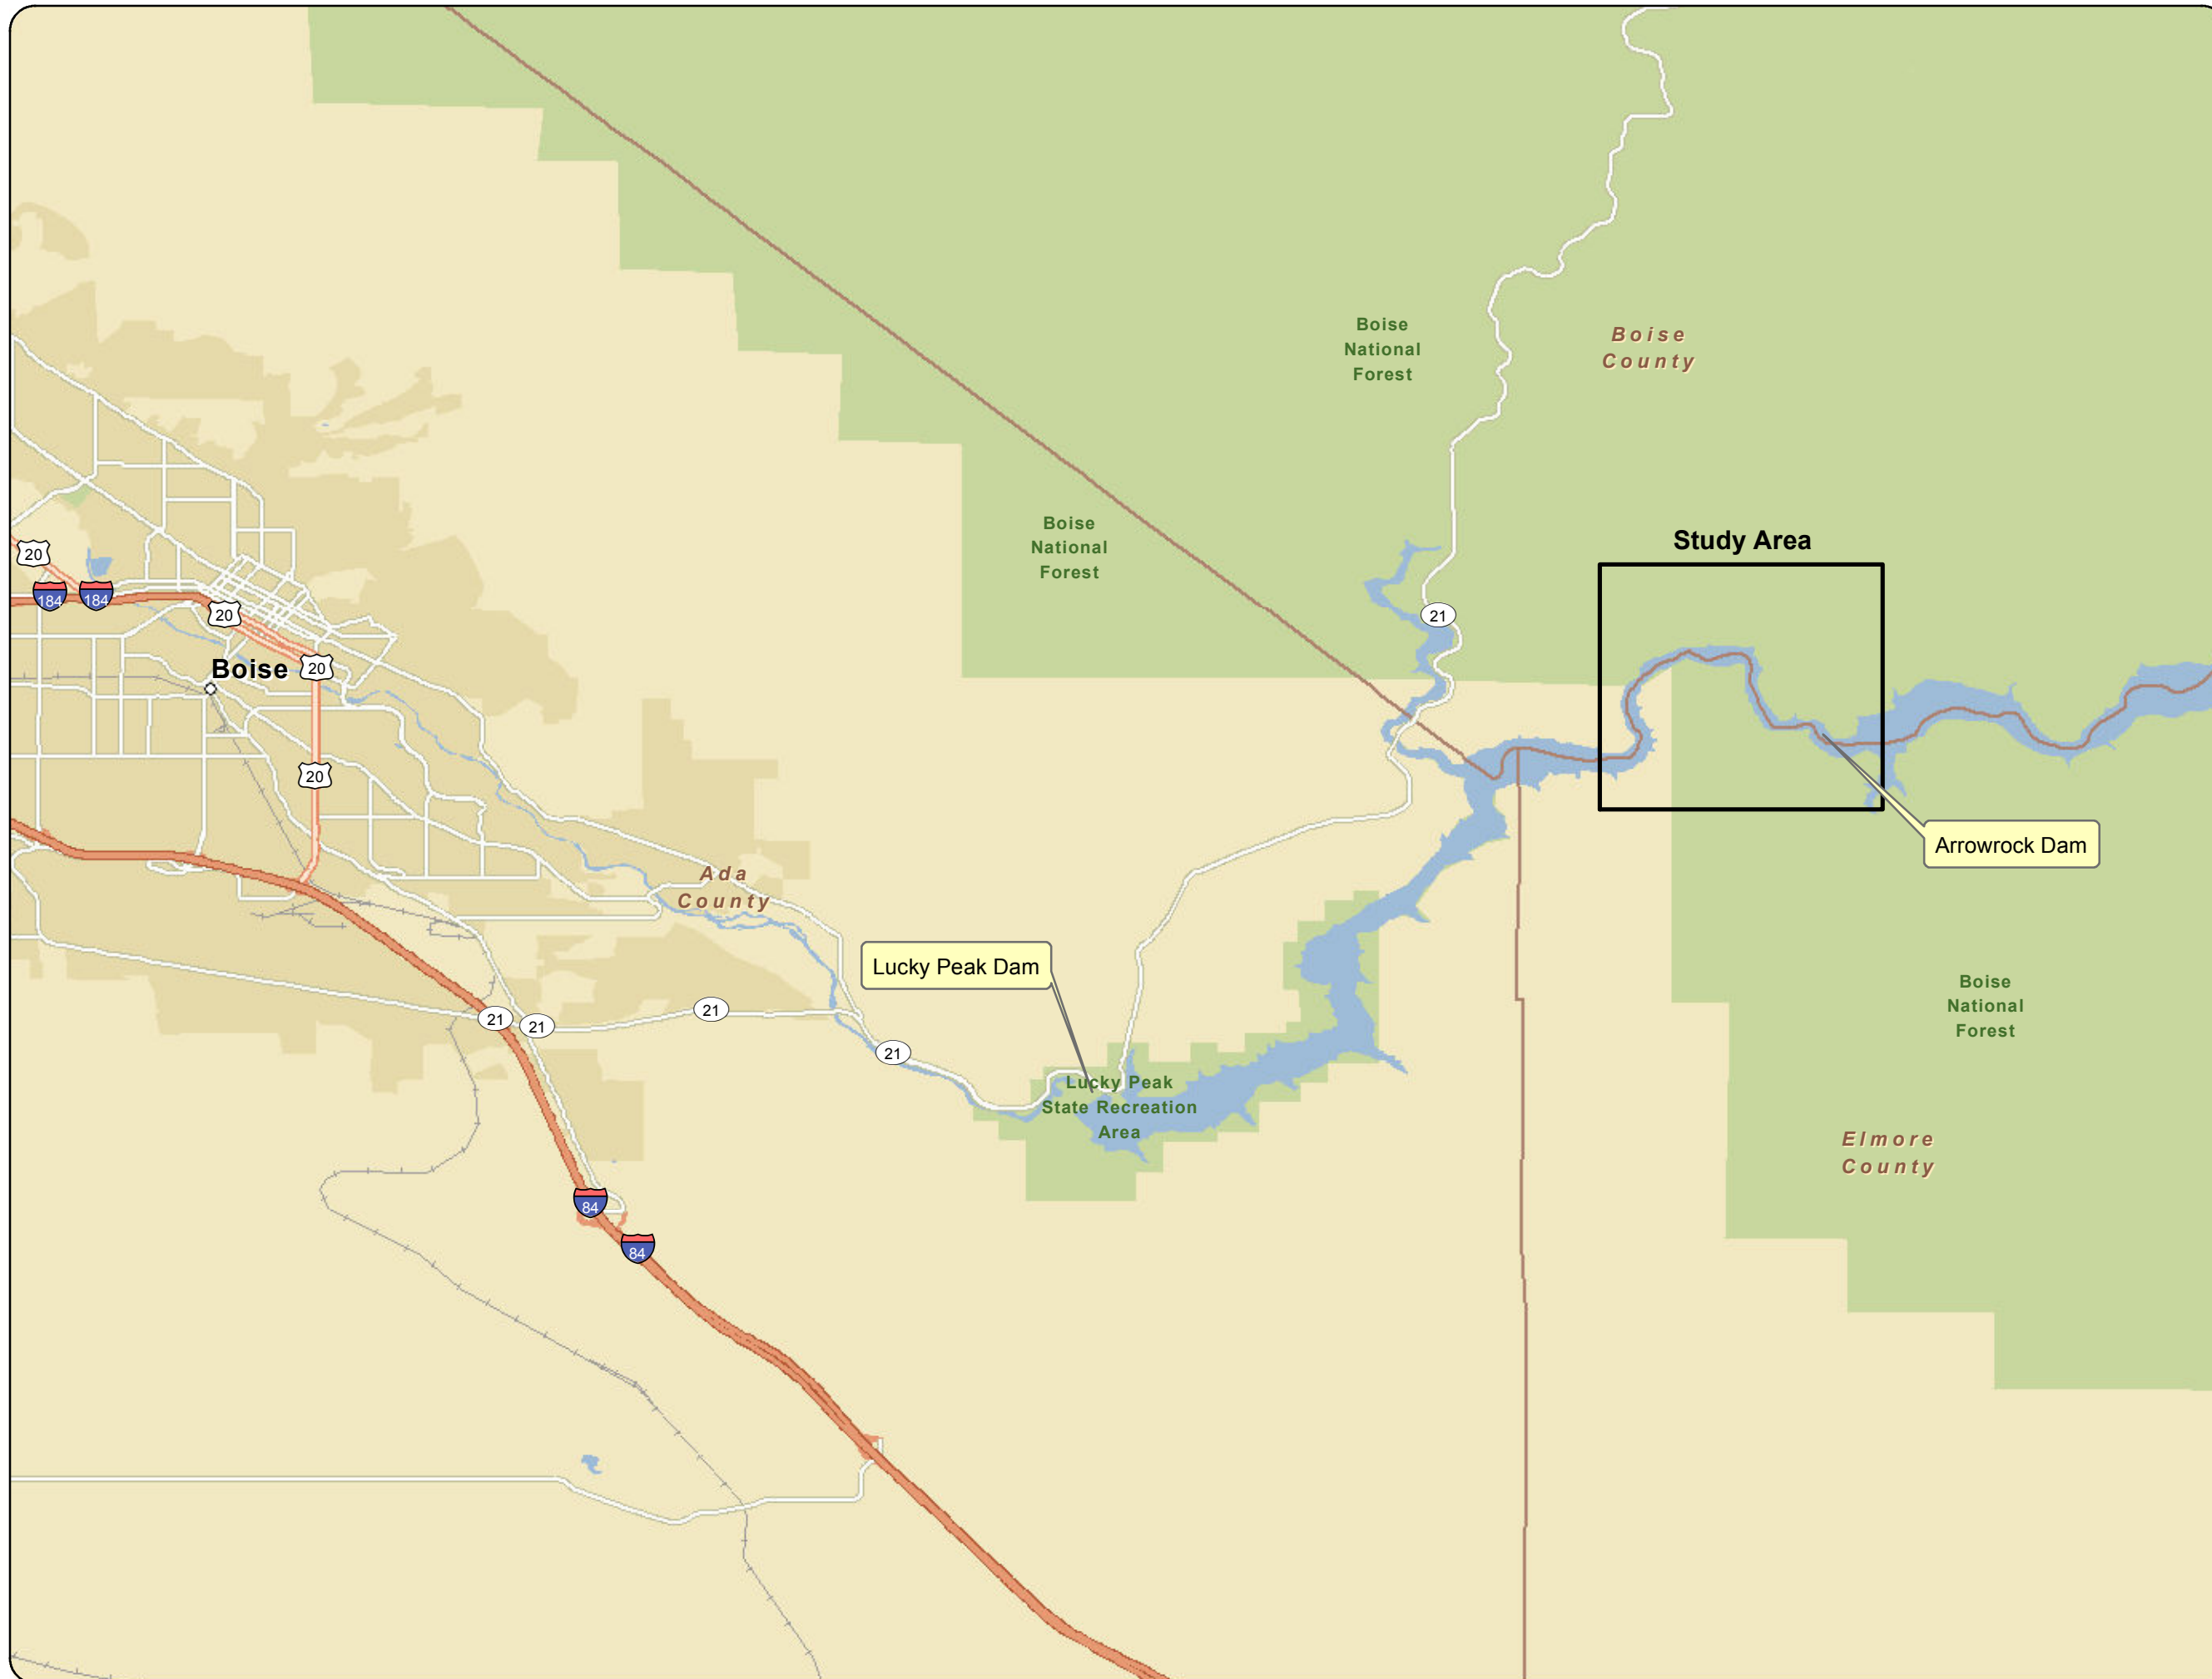 Boise
National
Forest
Boise
County
Boise
National
Forest
Study Area
20
184
184
20
21
Boise
20
20
Arrowrock Dam
Ada
County
Lucky Peak Dam
21
21
21
21
Boise
National
Forest
Lucky Peak
State Recreation
Area
Elmore
County
84
84